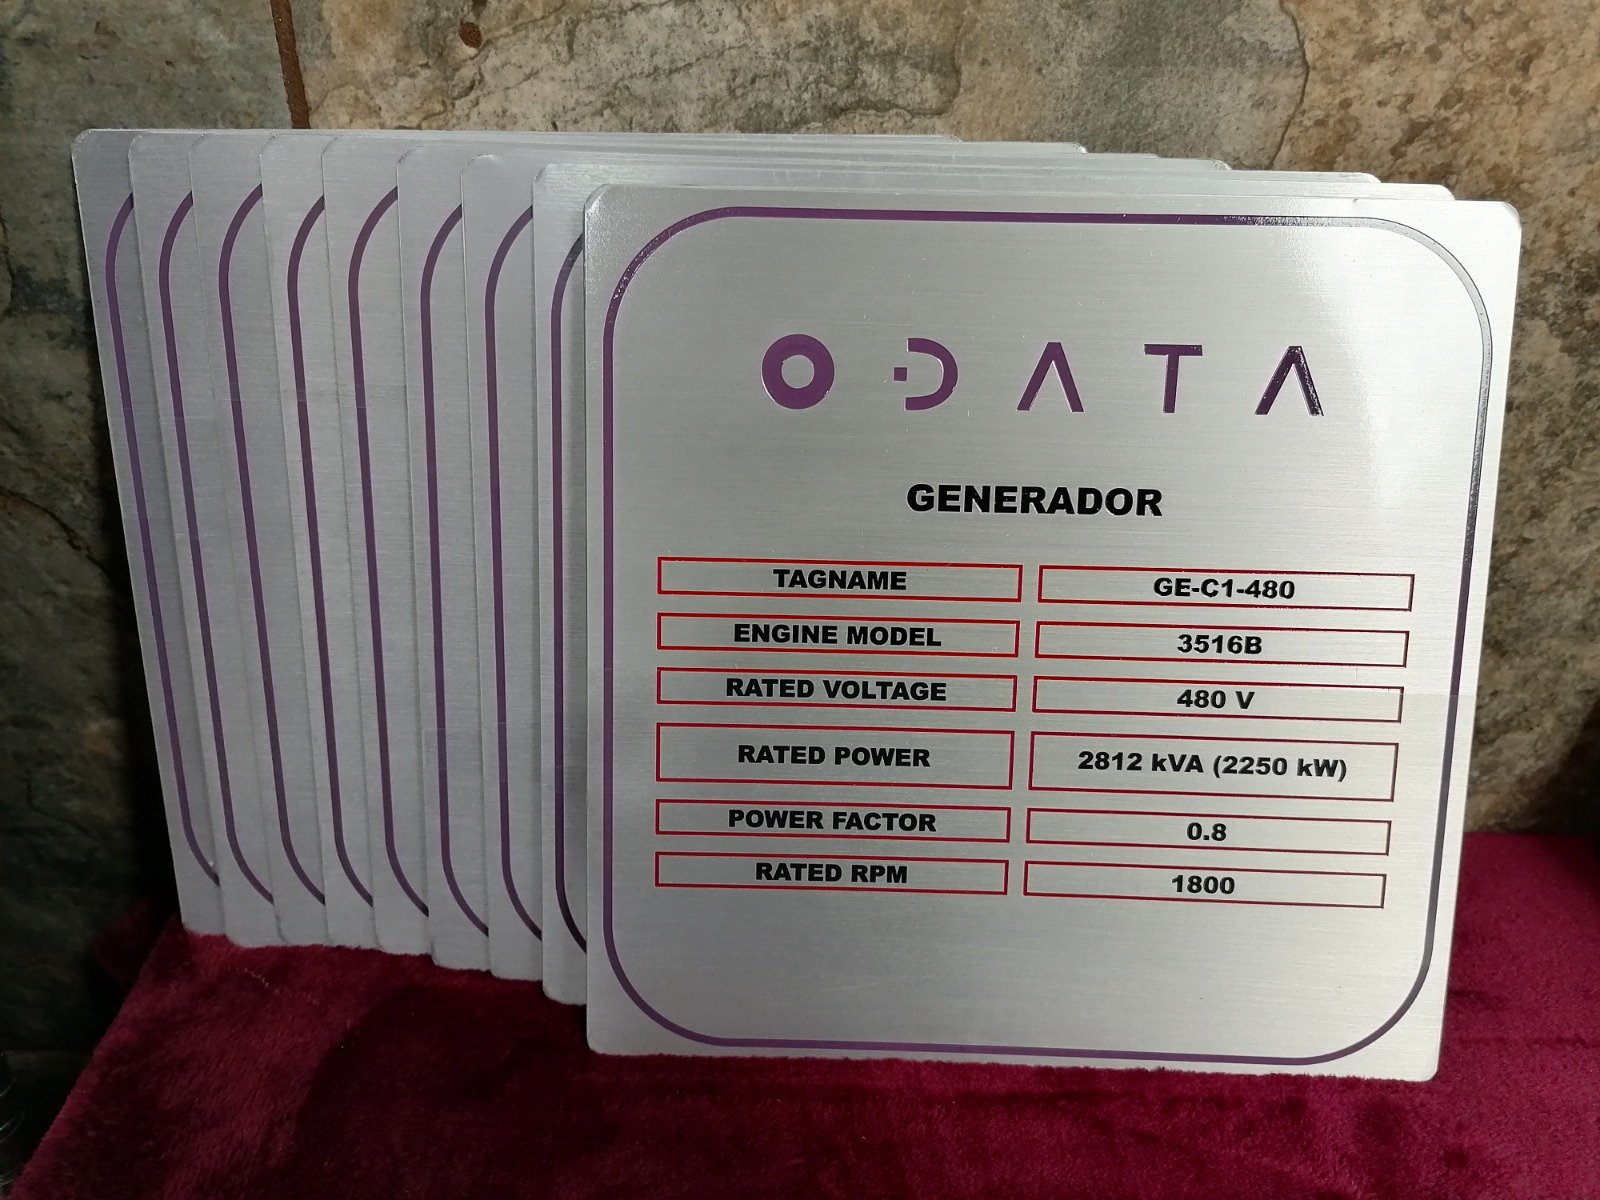 ODATA
GENERADOR
TAGNAME GE-C1-480
ENGINE MODEL 3516B
RATED VOLTAGE 480 V
RATED POWER 2812 kVA (2250 kW)
POWER FACTOR 0.8
RATED RPM 1800